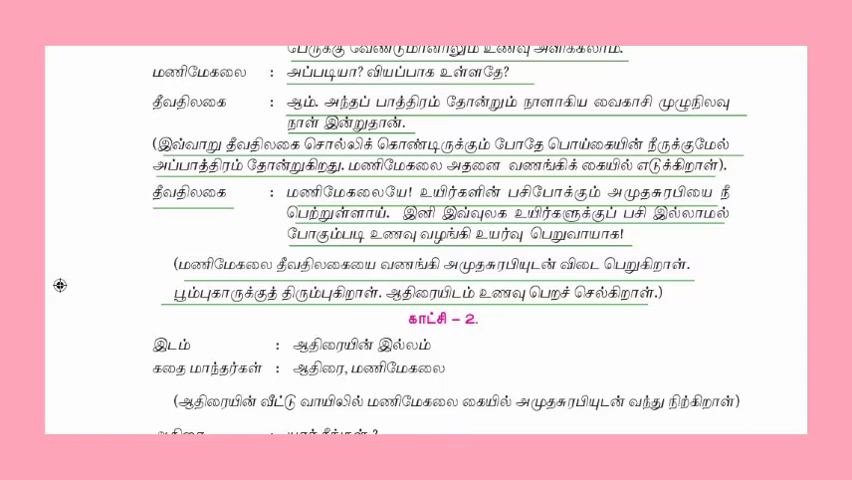 பேருக்கு வேண்டுமானாலும் உணவு அளிக்கலாம்.
மணிமேகலை : அப்படியா? வியப்பாக உள்ளதே?
தீவதிலகை : ஆம். அந்தப் பாத்திரம் தோன்றும் நாளாகிய வைகாசி முழுநிலவு
நாள் இன்றுதான்.
(இவ்வாறு தீவதிலகை சொல்லிக் கொண்டிருக்கும் போதே பொய்கையின் நீருக்குமேல்
அப்பாத்திரம் தோன்றுகிறது. மணிமேகலை அதனை வணங்கிக் கையில் எடுக்கிறாள்).
தீவதிலகை : மணிமேகலையே! உயிர்களின் பசிபோக்கும் அமுதசுரபியை நீ
பெற்றுள்ளாய். இனி இவ்வுலக உயிர்களுக்குப் பசி இல்லாமல்
போகும்படி உணவு வழங்கி உயர்வு பெறுவாயாக!
(மணிமேகலை தீவதிலகையை வணங்கி அமுதசுரபியுடன் விடை பெறுகிறாள்.
பூம்புகாருக்குத் திரும்புகிறாள். ஆதிரையிடம் உணவு பெறச் செல்கிறாள்.)
காட்சி – 2.
இடம் : ஆதிரையின் இல்லம்
கதை மாந்தர்கள் : ஆதிரை, மணிமேகலை
(ஆதிரையின் வீட்டு வாயிலில் மணிமேகலை கையில் அமுதசுரபியுடன் வந்து நிற்கிறாள்)